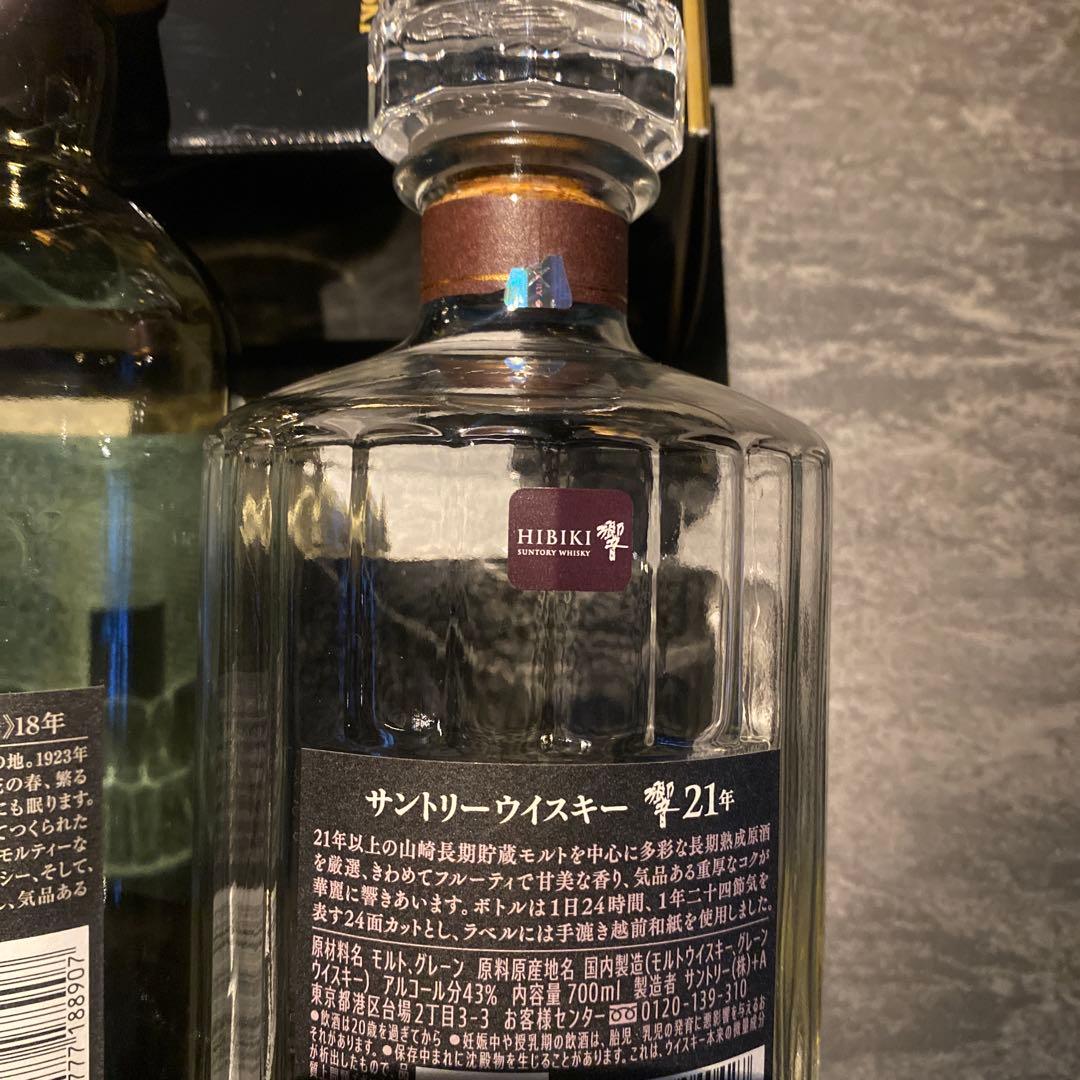 HIBIKI 響
SUNTORY WHISKY
サントリーウイスキー 響 21年
21年以上の山崎長期貯蔵モルトを中心に多彩な長期熟成原酒
を厳選、きわめてフルーティで甘美な香り、気品ある重厚なコクが
華麗に響きあいます。ボトルは1日24時間、1年二十四節気を
表す24面カットとし、ラベルには手漉き越前和紙を使用しました。
原材料名 モルト、グレーン 原料原産地名 国内製造(モルトウイスキー、グレーン
ウイスキー) アルコール分43% 内容量 700ml 製造者 サントリー(株)+A
東京都港区台場2丁目3-3 お客様センター 0120-139-310
●飲酒は20歳を過ぎてから ●妊娠中や授乳期の飲酒は、胎児・乳児の発育に悪影響を与えるお
それがあります。 ●保存中まれに沈殿物を生じることがあります。これは、ウイスキー本来の微量成分
が析出したもので、品
》18年
の地。1923年
の春、繁る
にも眠ります。
てつくられた
モルティーな
シー、そして、
し、気品ある
777 188907